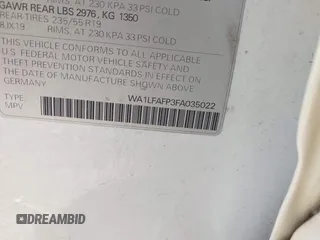 GAWR REAR LBS 2976, KG 1350
REAR-TIRES 235/55 R19
8JX19 RIMS, AT 230 KPA 33 PSI COLD
THIS VEHICLE CONFORMS TO ALL APPLICABLE
U.S. FEDERAL MOTOR VEHICLE SAFETY AND
THEFT PREVENTION STANDARDS IN EFFECT ON
THE DATE OF MANUFACTURE SHOWN ABOVE
GERMANY
TYPE: WA1LFAFP3FA035022
MPV
DREAMBID